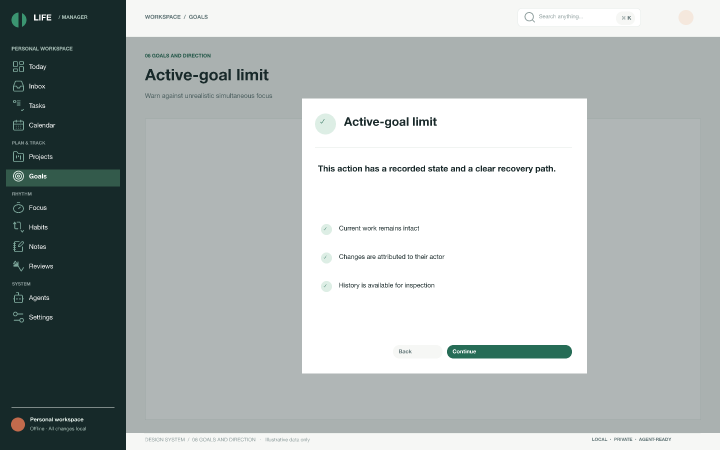 LIFE / MANAGER
PERSONAL WORKSPACE
Today
Inbox
Tasks
Calendar
PLAN & TRACK
Projects
Goals
RHYTHM
Focus
Habits
Notes
Reviews
SYSTEM
Agents
Settings
Personal workspace
Offline · All changes local
WORKSPACE / GOALS
Search anything...
⌘ K
06 GOALS AND DIRECTION
Active-goal limit
Warn against unrealistic simultaneous focus
Active-goal limit
This action has a recorded state and a clear recovery path.
Current work remains intact
Changes are attributed to their actor
History is available for inspection
Back
Continue
DESIGN SYSTEM / 06 GOALS AND DIRECTION · Illustrative data only
LOCAL · PRIVATE · AGENT-READY